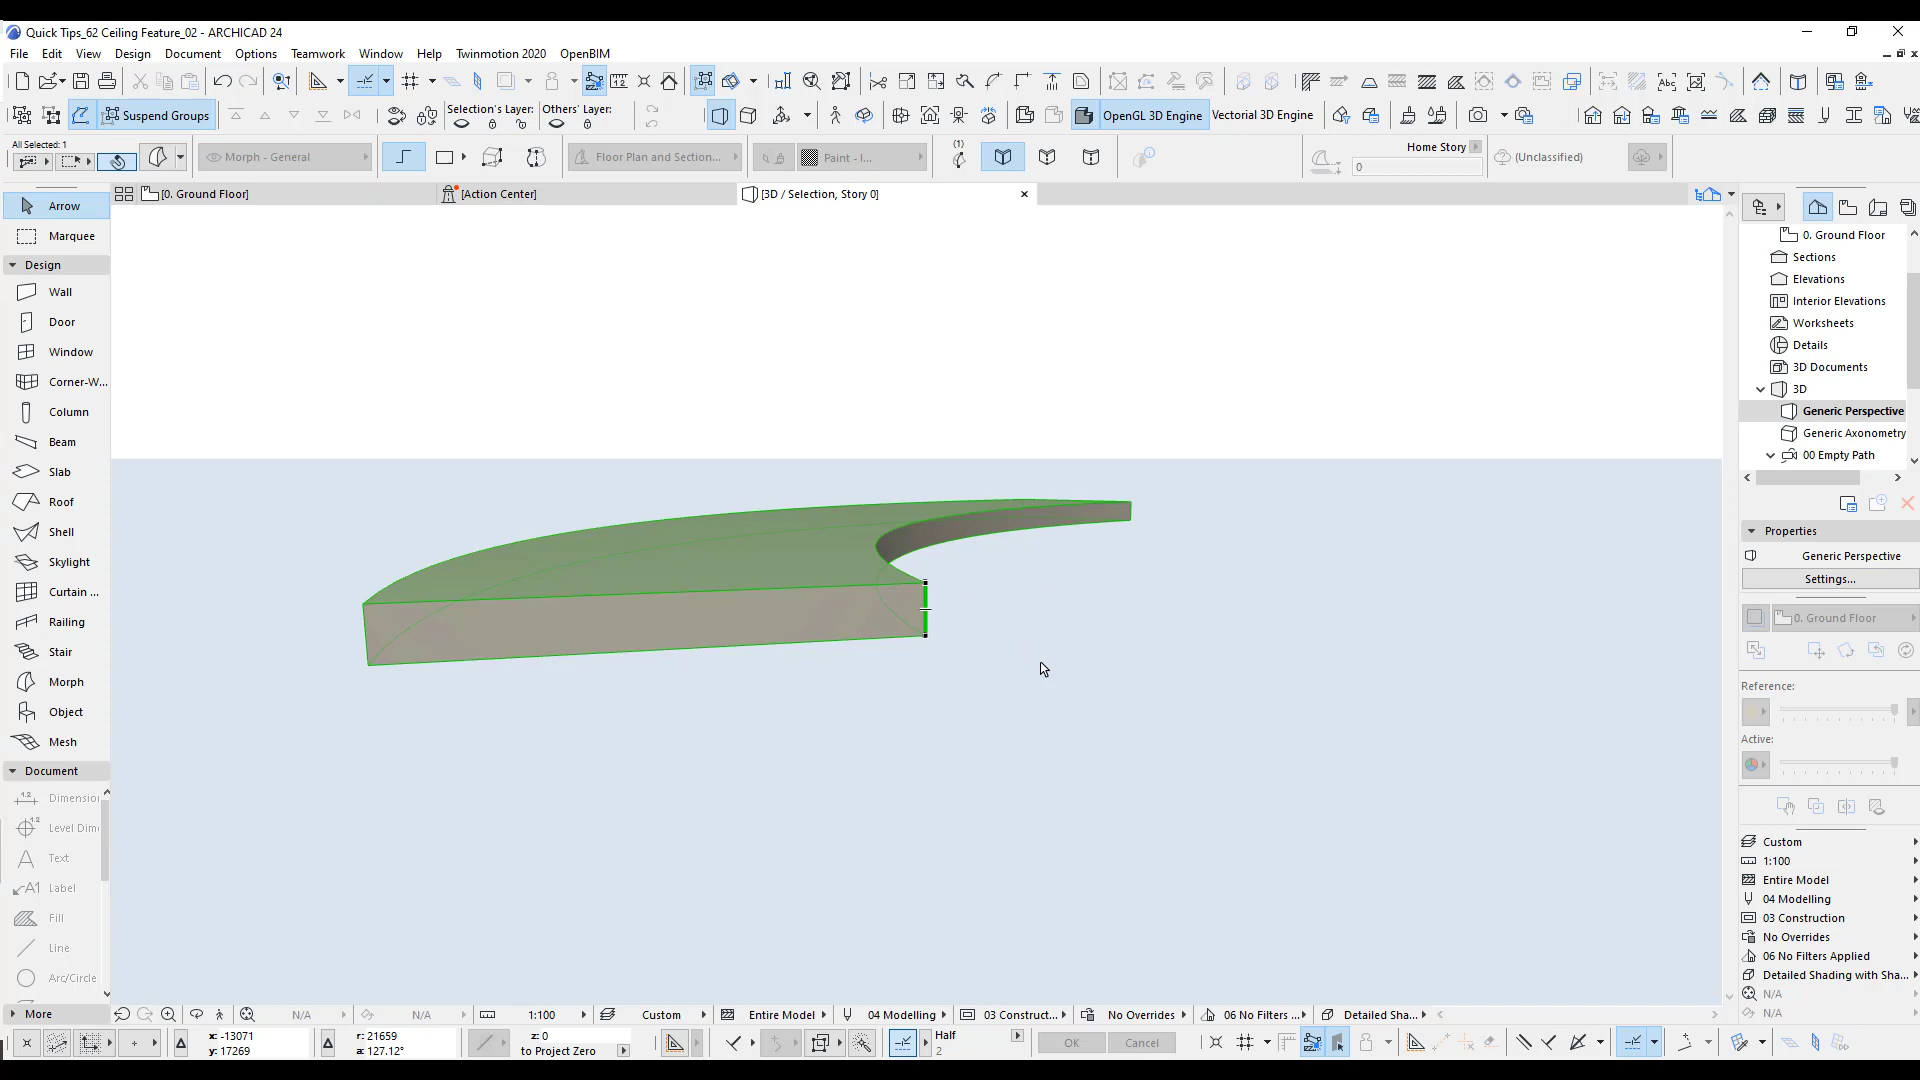 Quick Tips_62 Ceiling Feature_02 - ARCHICAD 24
File Edit View Design Document Options Teamwork Window Help Twinmotion 2020 OpenBIM
Suspend Groups
Selection's Layer: Others' Layer:
OpenGL 3D Engine Vectorial 3D Engine
All Selected: 1
Morph - General
Floor Plan and Section...
Paint - I...
(1)
Home Story
0
(Unclassified)
[0. Ground Floor]
[Action Center]
[3D / Selection, Story 0]
Arrow
Marquee
Design
Wall
Door
Window
Corner-W...
Column
Beam
Slab
Roof
Shell
Skylight
Curtain ...
Railing
Stair
Morph
Object
Mesh
Document
Dimension
Level Dim
Text
Label
Fill
Line
Arc/Circle
More
0. Ground Floor
Sections
Elevations
Interior Elevations
Worksheets
Details
3D Documents
3D
Generic Perspective
Generic Axonometry
00 Empty Path
Properties
Generic Perspective
Settings...
0. Ground Floor
Reference:
Active:
Custom
1:100
Entire Model
04 Modelling
03 Construction
No Overrides
06 No Filters Applied
Detailed Shading with Sha...
N/A
N/A
N/A N/A 1:100 Custom Entire Model 04 Modelling 03 Construct... No Overrides 06 No Filters ... Detailed Sha...
x: -13071
y: 17269
r: 21659
a: 127.12°
z: 0
to Project Zero
Half
2
OK Cancel